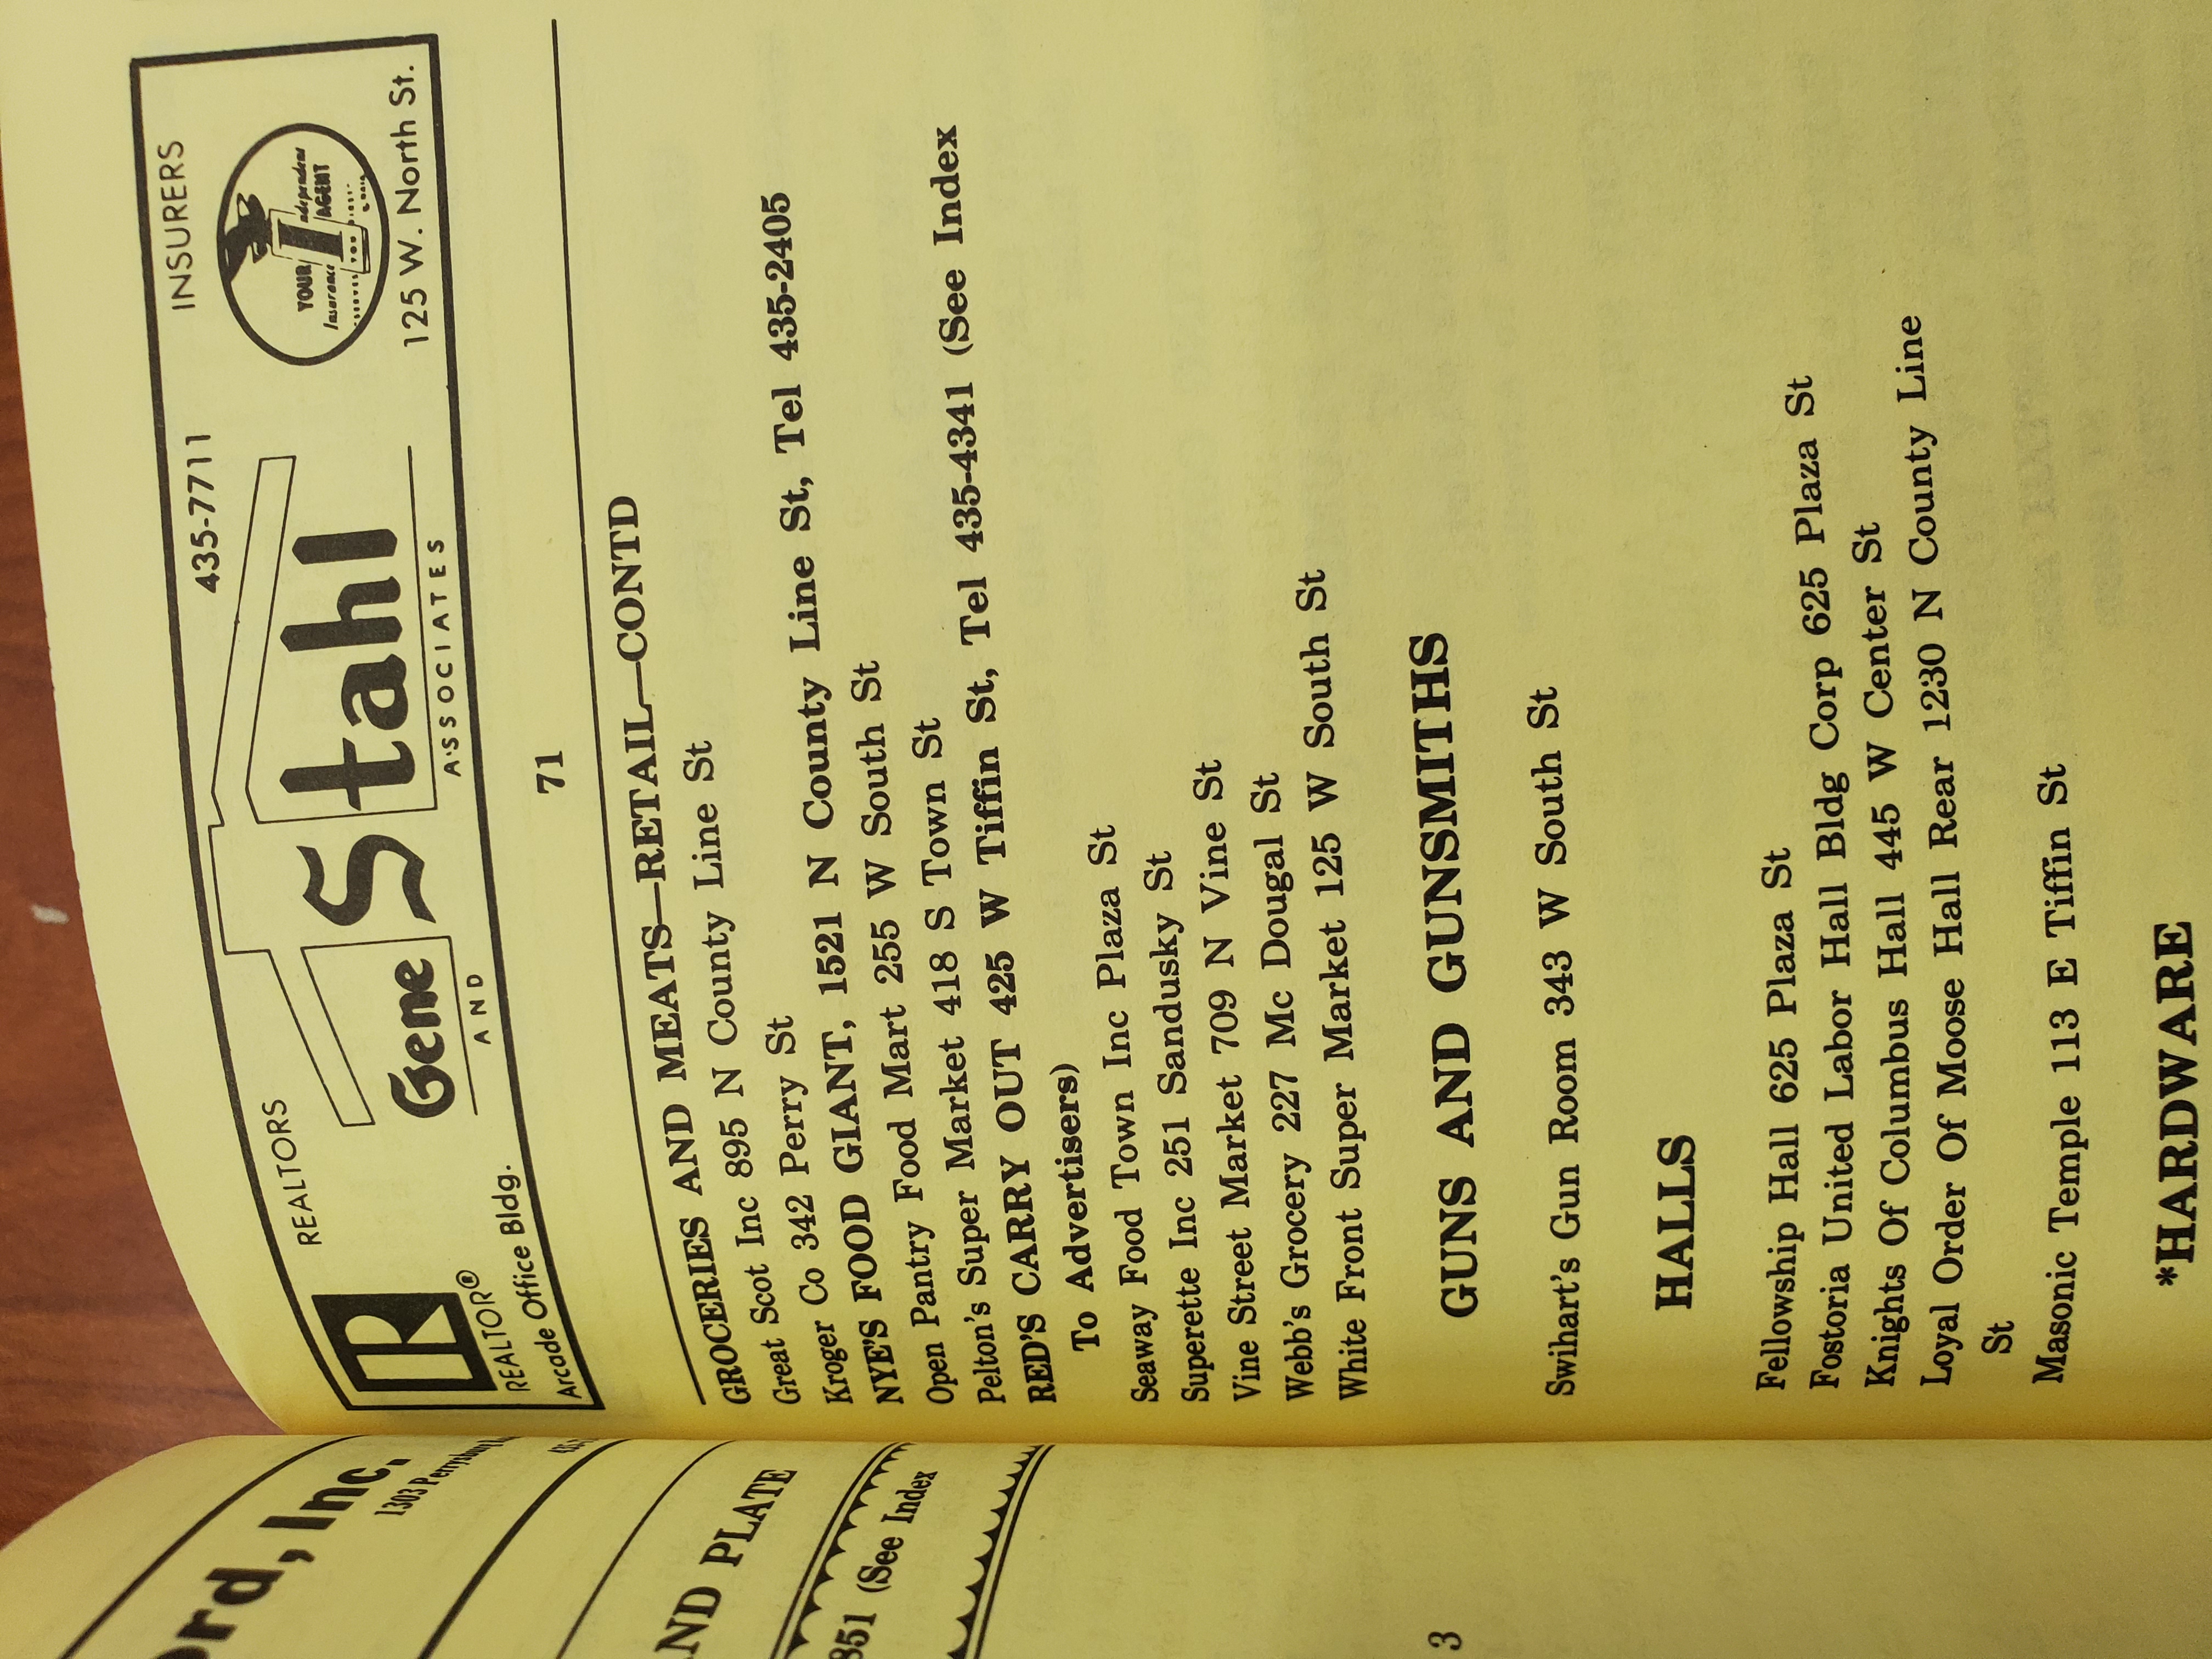 ord, Inc.
1303 Perrysburg
AND PLATE
851 (See Index
3
REALTORS
435-7711
INSURERS
R
REALTOR®
Gene Stahl
AND ASSOCIATES
YOUR Independent
Insurance AGENT
Arcade Office Bldg.
125 W. North St.
71
GROCERIES AND MEATS—RETAIL—CONTD
Great Scot Inc 895 N County Line St
Kroger Co 342 Perry St
NYE'S FOOD GIANT, 1521 N County Line St, Tel 435-2405
Open Pantry Food Mart 255 W South St
Pelton's Super Market 418 S Town St
RED'S CARRY OUT 425 W Tiffin St, Tel 435-4341 (See Index
To Advertisers)
Seaway Food Town Inc Plaza St
Superette Inc 251 Sandusky St
Vine Street Market 709 N Vine St
Webb's Grocery 227 Mc Dougal St
White Front Super Market 125 W South St
GUNS AND GUNSMITHS
Swihart's Gun Room 343 W South St
HALLS
Fellowship Hall 625 Plaza St
Fostoria United Labor Hall Bldg Corp 625 Plaza St
Knights Of Columbus Hall 445 W Center St
Loyal Order Of Moose Hall Rear 1230 N County Line
St
Masonic Temple 113 E Tiffin St
*HARDWARE